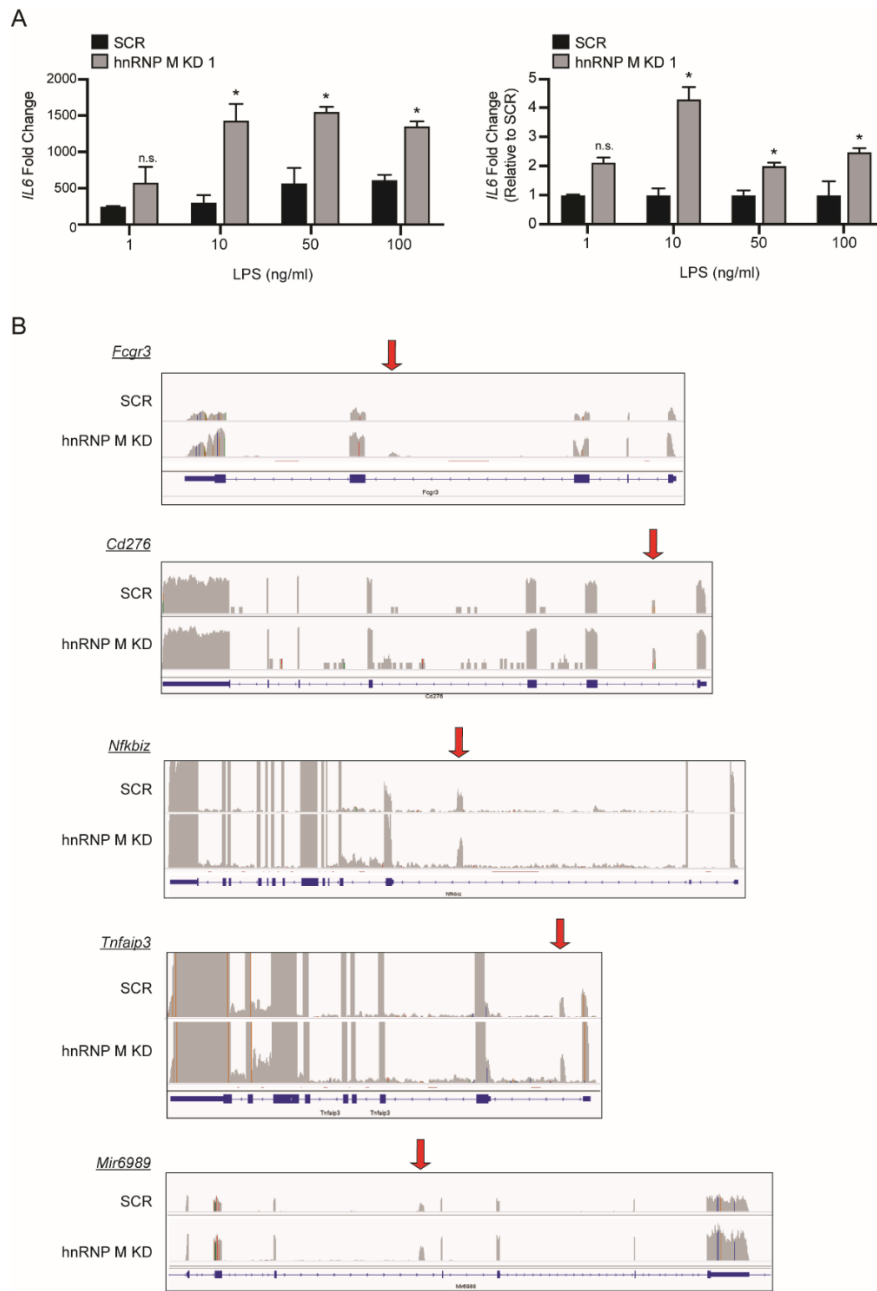 A
SCR
hnRNP M KD 1
IL6 Fold Change
2000
1500
1000
500
0
n.s.
*
*
*
1
10
50
100
LPS (ng/ml)
SCR
hnRNP M KD 1
IL6 Fold Change
(Relative to SCR)
5
4
3
2
1
0
n.s.
*
*
*
1
10
50
100
LPS (ng/ml)
B
Fcgr3
SCR
hnRNP M KD
Fcgr3
Cd276
SCR
hnRNP M KD
Cd276
Nfkbiz
SCR
hnRNP M KD
Nfkbiz
Tnfaip3
SCR
hnRNP M KD
Tnfaip3 Tnfaip3
Mir6989
SCR
hnRNP M KD
Mir6989